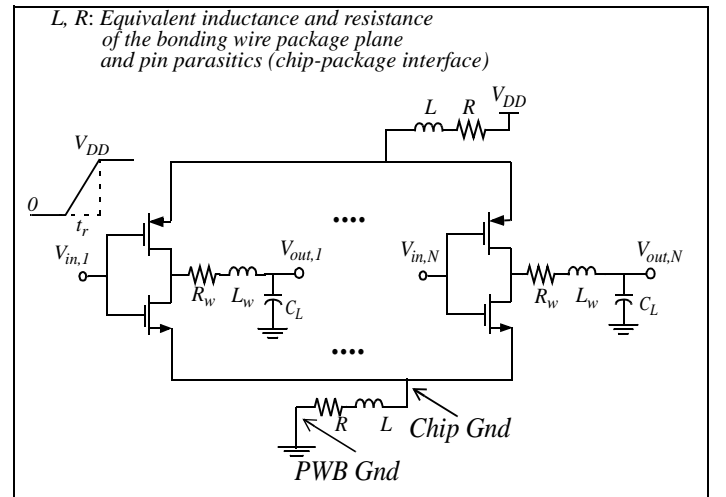 L, R: Equivalent inductance and resistance
of the bonding wire package plane
and pin parasitics (chip-package interface)
L R V_DD
V_DD
0
t_r
V_in,1
R_w L_w
V_out,1
C_L
....
V_in,N
R_w L_w
V_out,N
C_L
....
R L
Chip Gnd
PWB Gnd